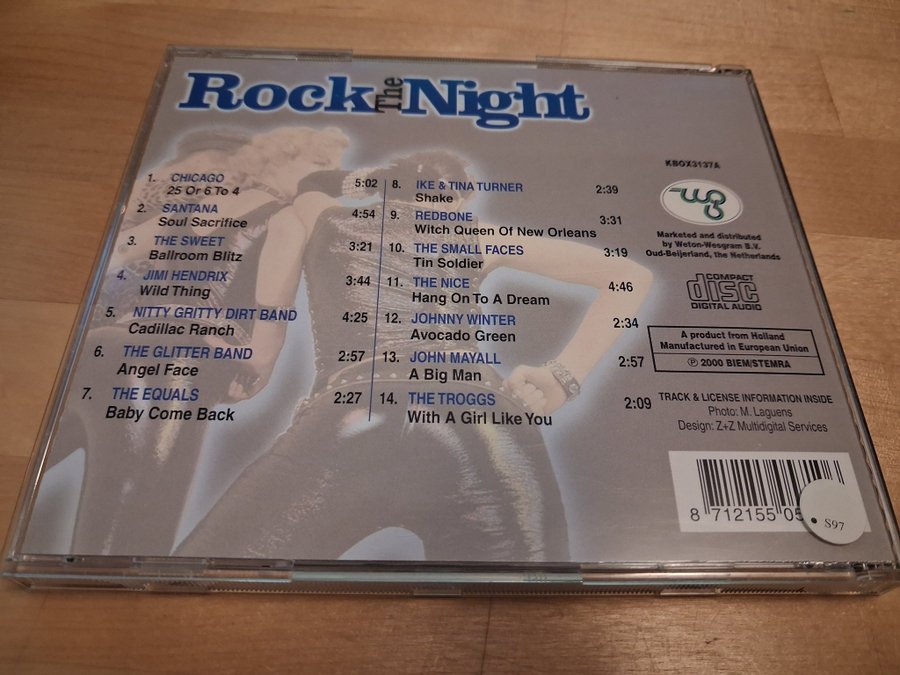 Rock The Night
1. CHICAGO
25 Or 6 To 4 5:02
2. SANTANA
Soul Sacrifice 4:54
3. THE SWEET
Ballroom Blitz 3:21
4. JIMI HENDRIX
Wild Thing 3:44
5. NITTY GRITTY DIRT BAND
Cadillac Ranch 4:25
6. THE GLITTER BAND
Angel Face 2:57
7. THE EQUALS
Baby Come Back 2:27
8. IKE & TINA TURNER
Shake 2:39
9. REDBONE
Witch Queen Of New Orleans 3:31
10. THE SMALL FACES
Tin Soldier 3:19
11. THE NICE
Hang On To A Dream 4:46
12. JOHNNY WINTER
Avocado Green 2:34
13. JOHN MAYALL
A Big Man 2:57
14. THE TROGGS
With A Girl Like You 2:09
KBOX3137A
Marketed and distributed
by Weton-Wesgram B.V.
Oud-Beijerland, the Netherlands
COMPACT
disc
DIGITAL AUDIO
A product from Holland
Manufactured in European Union
℗ 2000 BIEM/STEMRA
TRACK & LICENSE INFORMATION INSIDE
Photo: M. Laguens
Design: Z+Z Multidigital Services
8 712155 05
• S97